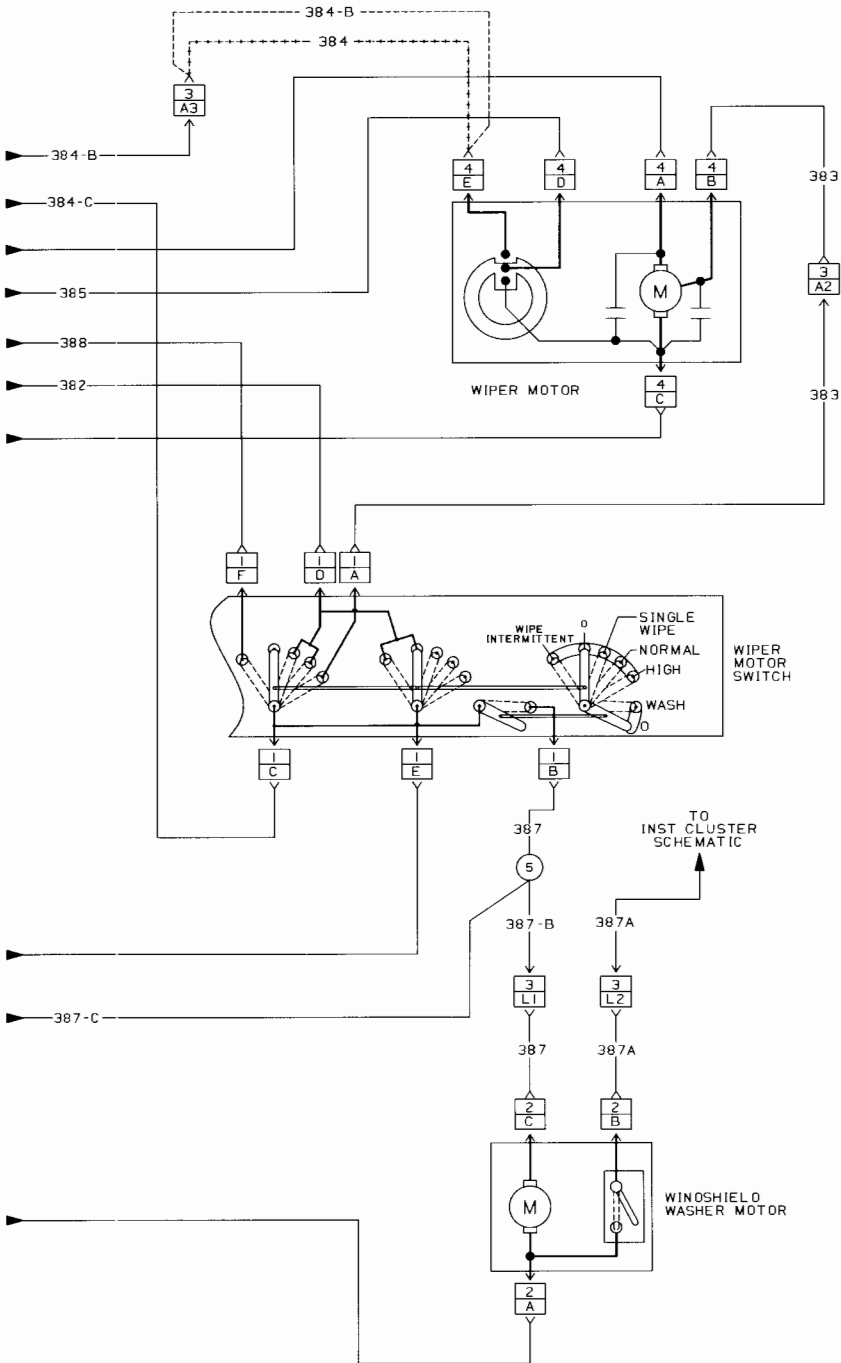 384-B
384
3
A3
384-B
4
E
4
D
4
A
4
B
383
384-C
385
M
3
A2
388
382
WIPER MOTOR
4
C
383
1
F
1
D
1
A
WIPE
INTERMITTENT
0
SINGLE
WIPE
NORMAL
HIGH
WASH
0
WIPER
MOTOR
SWITCH
1
C
1
E
1
B
387
TO
INST CLUSTER
SCHEMATIC
5
387-B
387A
3
L1
3
L2
387-C
387
387A
2
C
2
B
M
WINDSHIELD
WASHER MOTOR
2
A